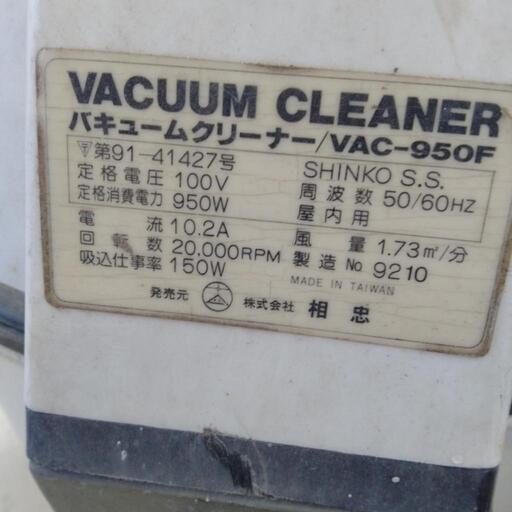 VACUUM CLEANER
バキュームクリーナー/VAC-950F
第91-41427号 SHINKO S.S.
定格電圧 100V 周波数 50/60HZ
定格消費電力 950W 屋内用
電流 10.2A 風量 1.73㎥/分
回転数 20,000RPM 製造No 9210
吸込仕事率 150W MADE IN TAIWAN
発売元 株式会社 相忠